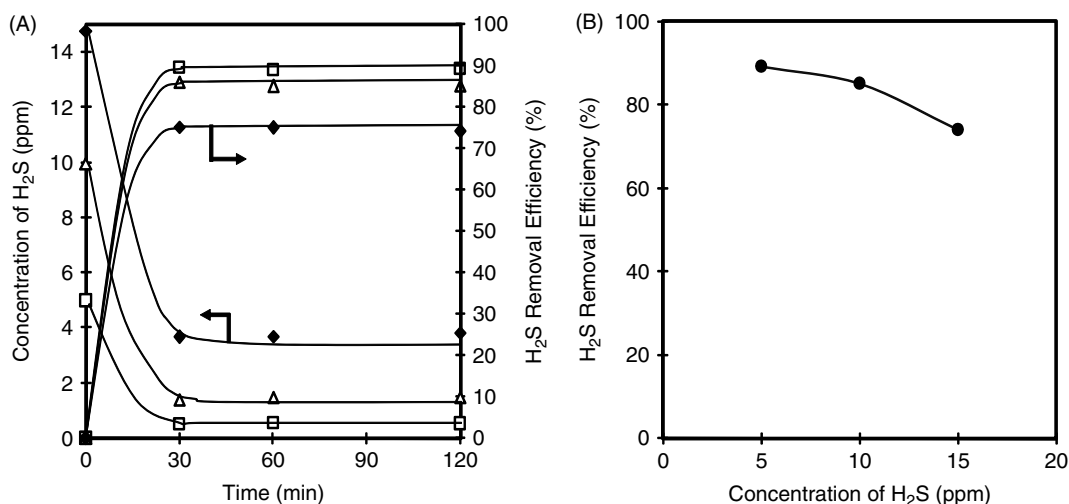 (A)
Concentration of H₂S (ppm)
14
12
10
8
6
4
2
0
0 30 60 90 120
Time (min)
100
90
80
70
60
50
40
30
20
10
0
H₂S Removal Efficiency (%)
(B)
H₂S Removal Efficiency (%)
100
80
60
40
20
0
0 5 10 15 20
Concentration of H₂S (ppm)